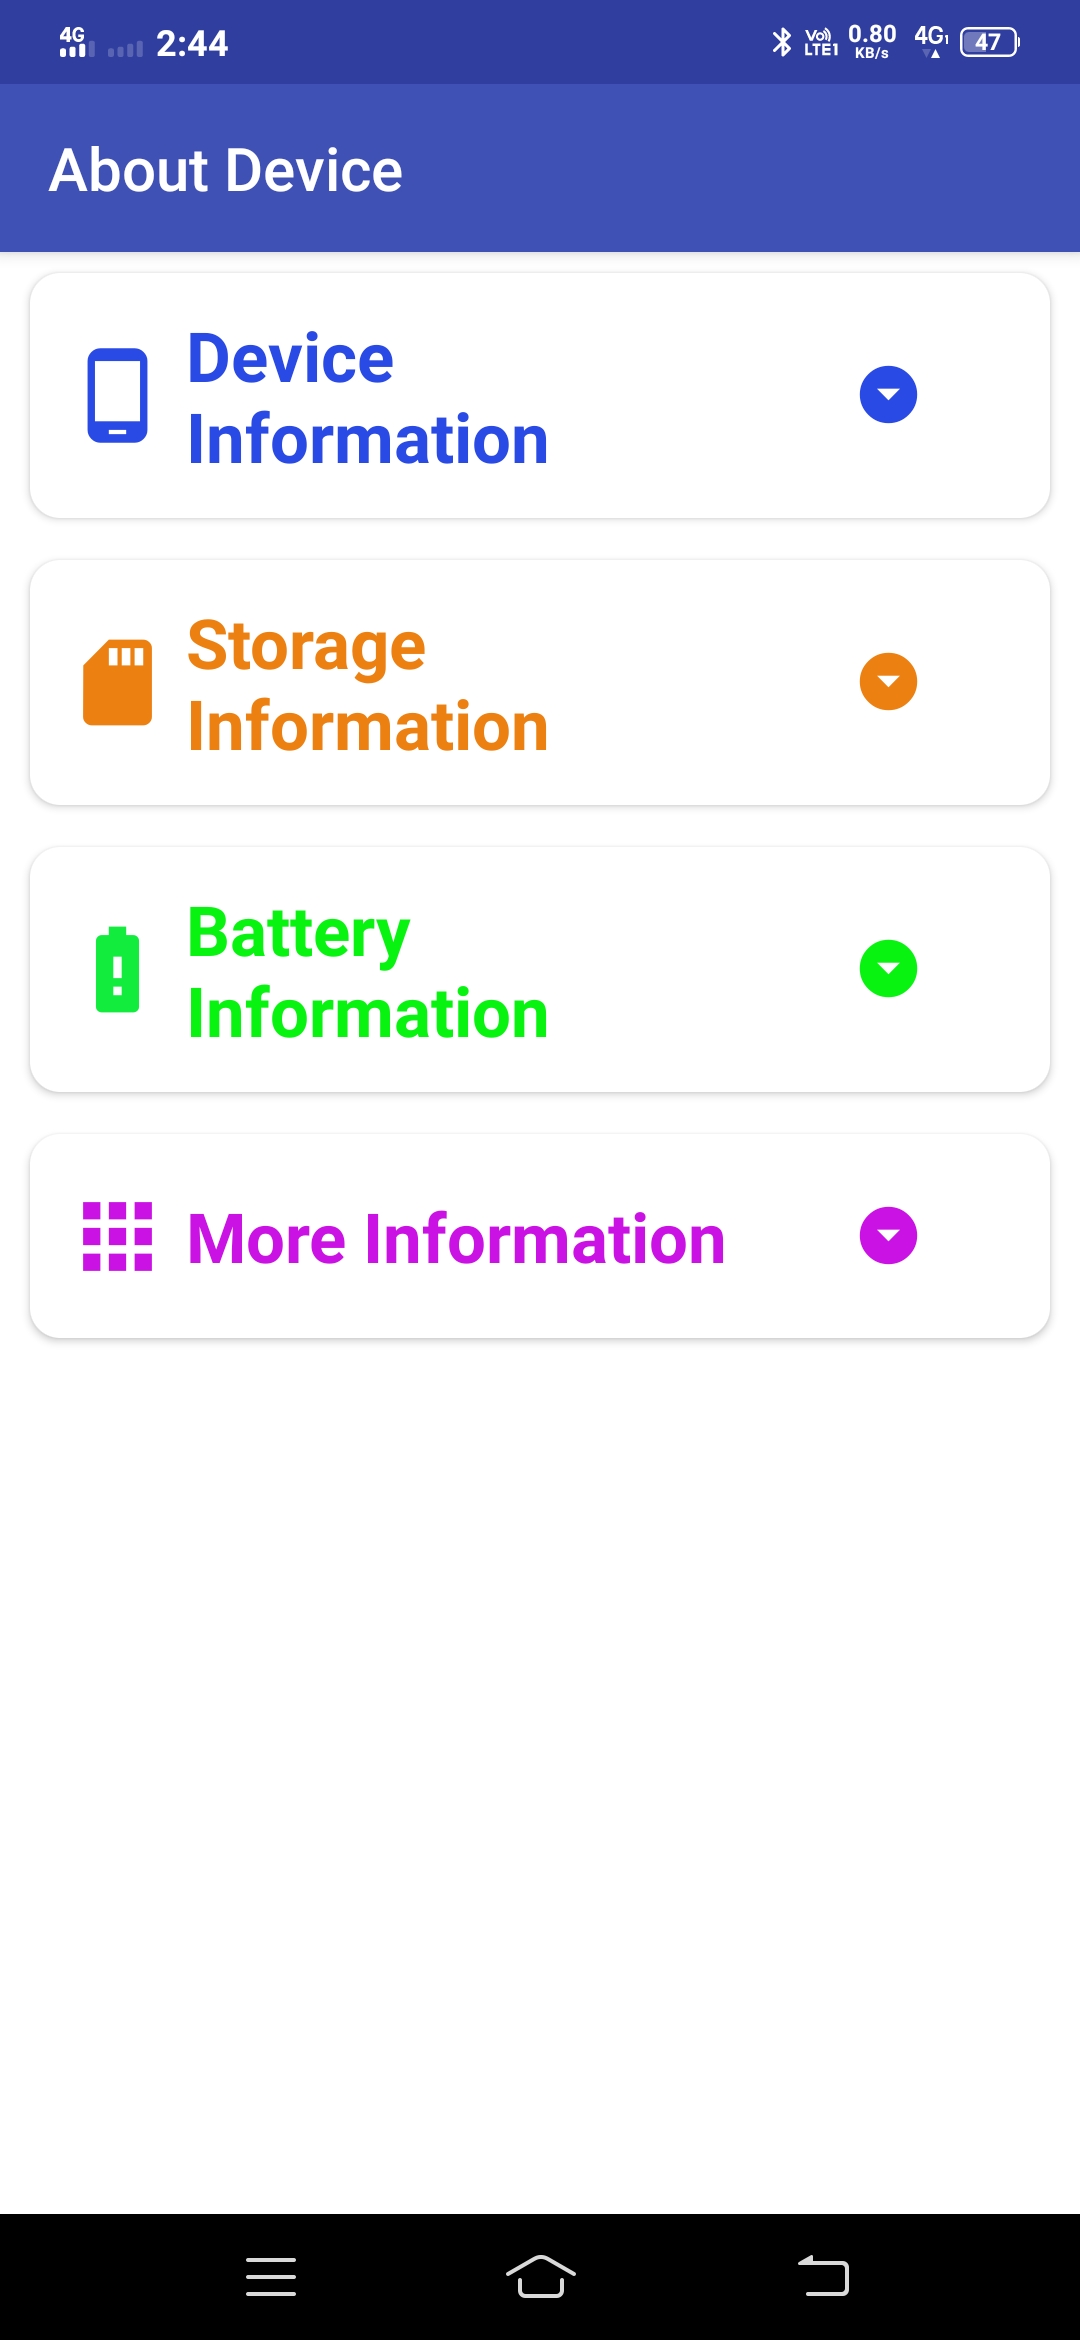 4G 2:44 Vo) LTE1 0.80 KB/s 4G1 47
About Device
Device
Information
Storage
Information
Battery
Information
More Information